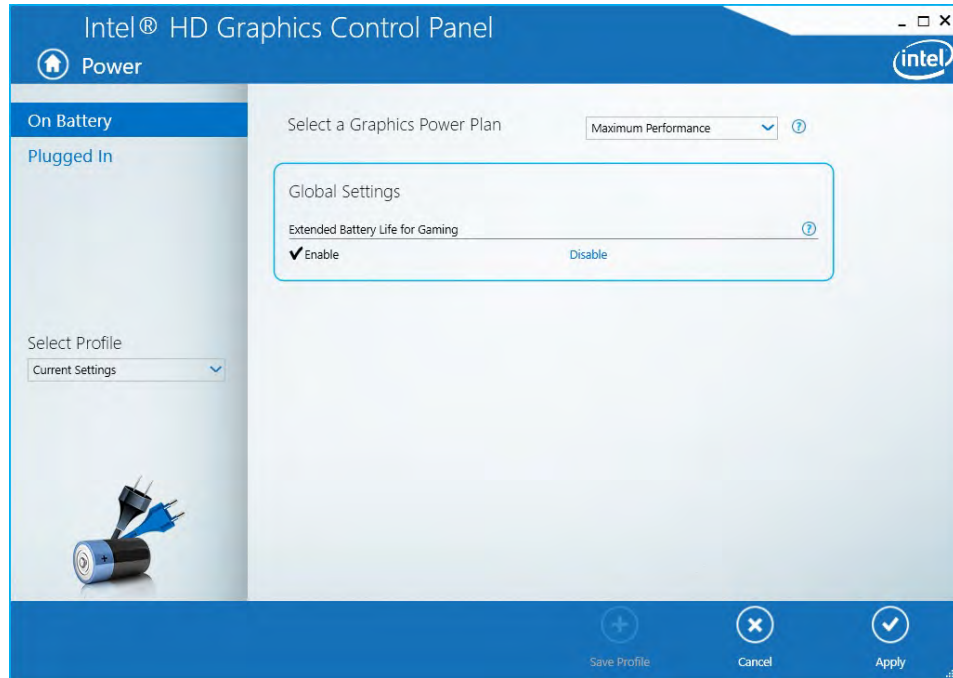 Intel® HD Graphics Control Panel
Power
intel
On Battery
Plugged In
Select Profile
Current Settings
Select a Graphics Power Plan
Maximum Performance
?
Global Settings
Extended Battery Life for Gaming
?
Enable
Disable
Save Profile
Cancel
Apply